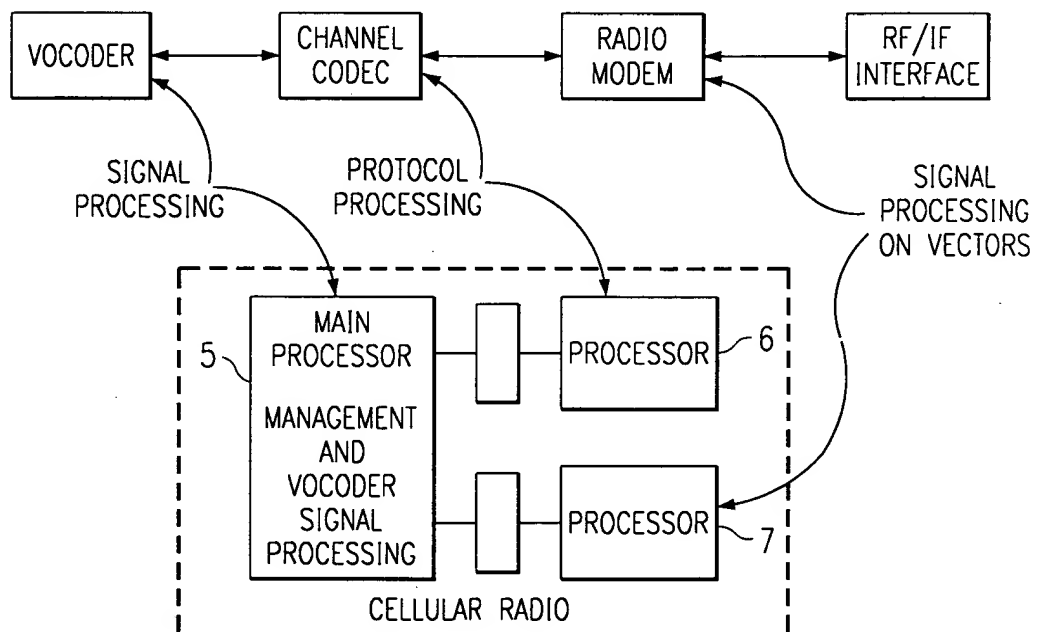 VOCODER
CHANNEL
CODEC
RADIO
MODEM
RF/IF
INTERFACE
SIGNAL
PROCESSING
PROTOCOL
PROCESSING
SIGNAL
PROCESSING
ON VECTORS
5
MAIN
PROCESSOR
MANAGEMENT
AND
VOCODER
SIGNAL
PROCESSING
PROCESSOR
6
PROCESSOR
7
CELLULAR RADIO